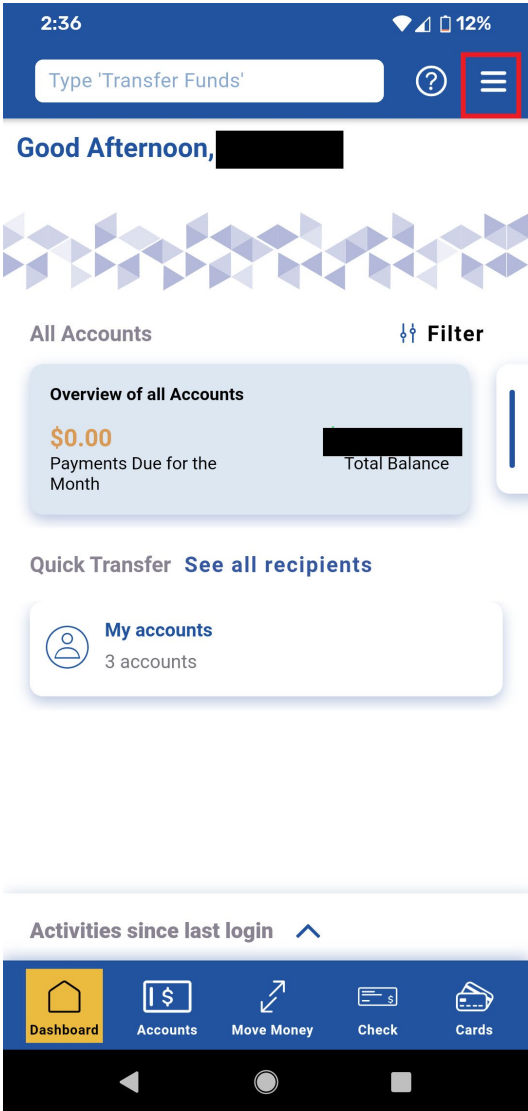 2:36 12%
Type 'Transfer Funds' ?
Good Afternoon,
All Accounts Filter
Overview of all Accounts
$0.00
Payments Due for the Month Total Balance
Quick Transfer See all recipients
My accounts
3 accounts
Activities since last login
$ $
Dashboard Accounts Move Money Check Cards